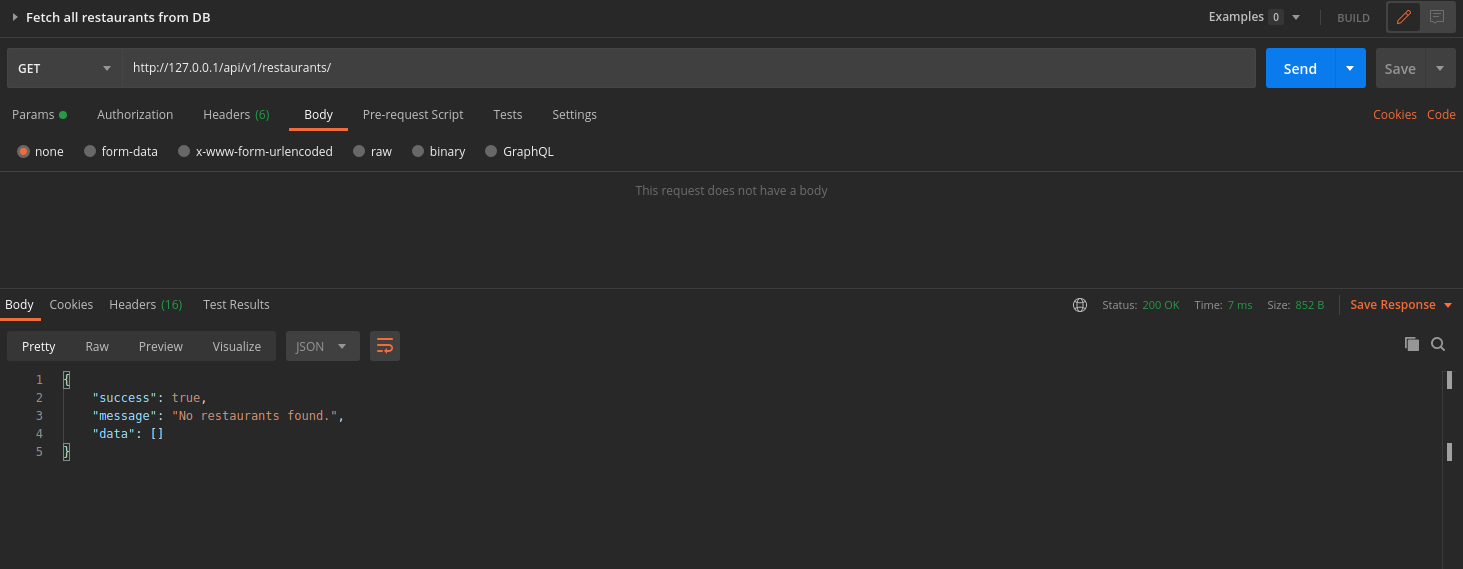 Fetch all restaurants from DB Examples 0 BUILD
GET http://127.0.0.1/api/v1/restaurants/ Send Save
Params Authorization Headers (6) Body Pre-request Script Tests Settings Cookies Code
none form-data x-www-form-urlencoded raw binary GraphQL
This request does not have a body
Body Cookies Headers (16) Test Results Status: 200 OK Time: 7 ms Size: 852 B Save Response
Pretty Raw Preview Visualize JSON
1 {
2 "success": true,
3 "message": "No restaurants found.",
4 "data": []
5 }